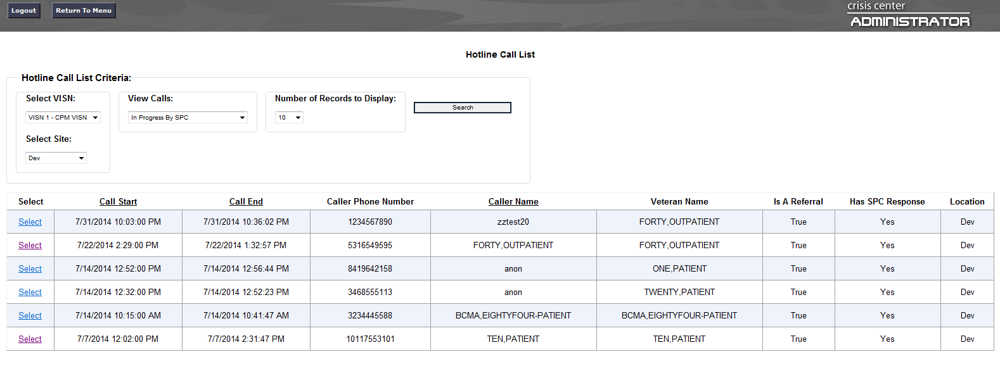 Logout Return To Menu crisis center
ADMINISTRATOR
Hotline Call List
Hotline Call List Criteria:
Select VISN: View Calls: Number of Records to Display:
Search
VISN 1 - CPM VISN In Progress By SPC 10
Select Site:
Dev
Select Call Start Call End Caller Phone Number Caller Name Veteran Name Is A Referral Has SPC Response Location
Select 7/31/2014 10:03:00 PM 7/31/2014 10:36:02 PM 1234567890 zztest20 FORTY,OUTPATIENT True Yes Dev
Select 7/22/2014 2:29:00 PM 7/22/2014 1:32:57 PM 5316549595 FORTY,OUTPATIENT FORTY,OUTPATIENT True Yes Dev
Select 7/14/2014 12:52:00 PM 7/14/2014 12:56:44 PM 8419642158 anon ONE,PATIENT True Yes Dev
Select 7/14/2014 12:32:00 PM 7/14/2014 12:52:23 PM 3468555113 anon TWENTY,PATIENT True Yes Dev
Select 7/14/2014 10:15:00 AM 7/14/2014 10:41:47 AM 3234445588 BCMA,EIGHTYFOUR-PATIENT BCMA,EIGHTYFOUR-PATIENT True Yes Dev
Select 7/7/2014 12:02:00 PM 7/7/2014 2:31:47 PM 10117553101 TEN,PATIENT TEN,PATIENT True Yes Dev